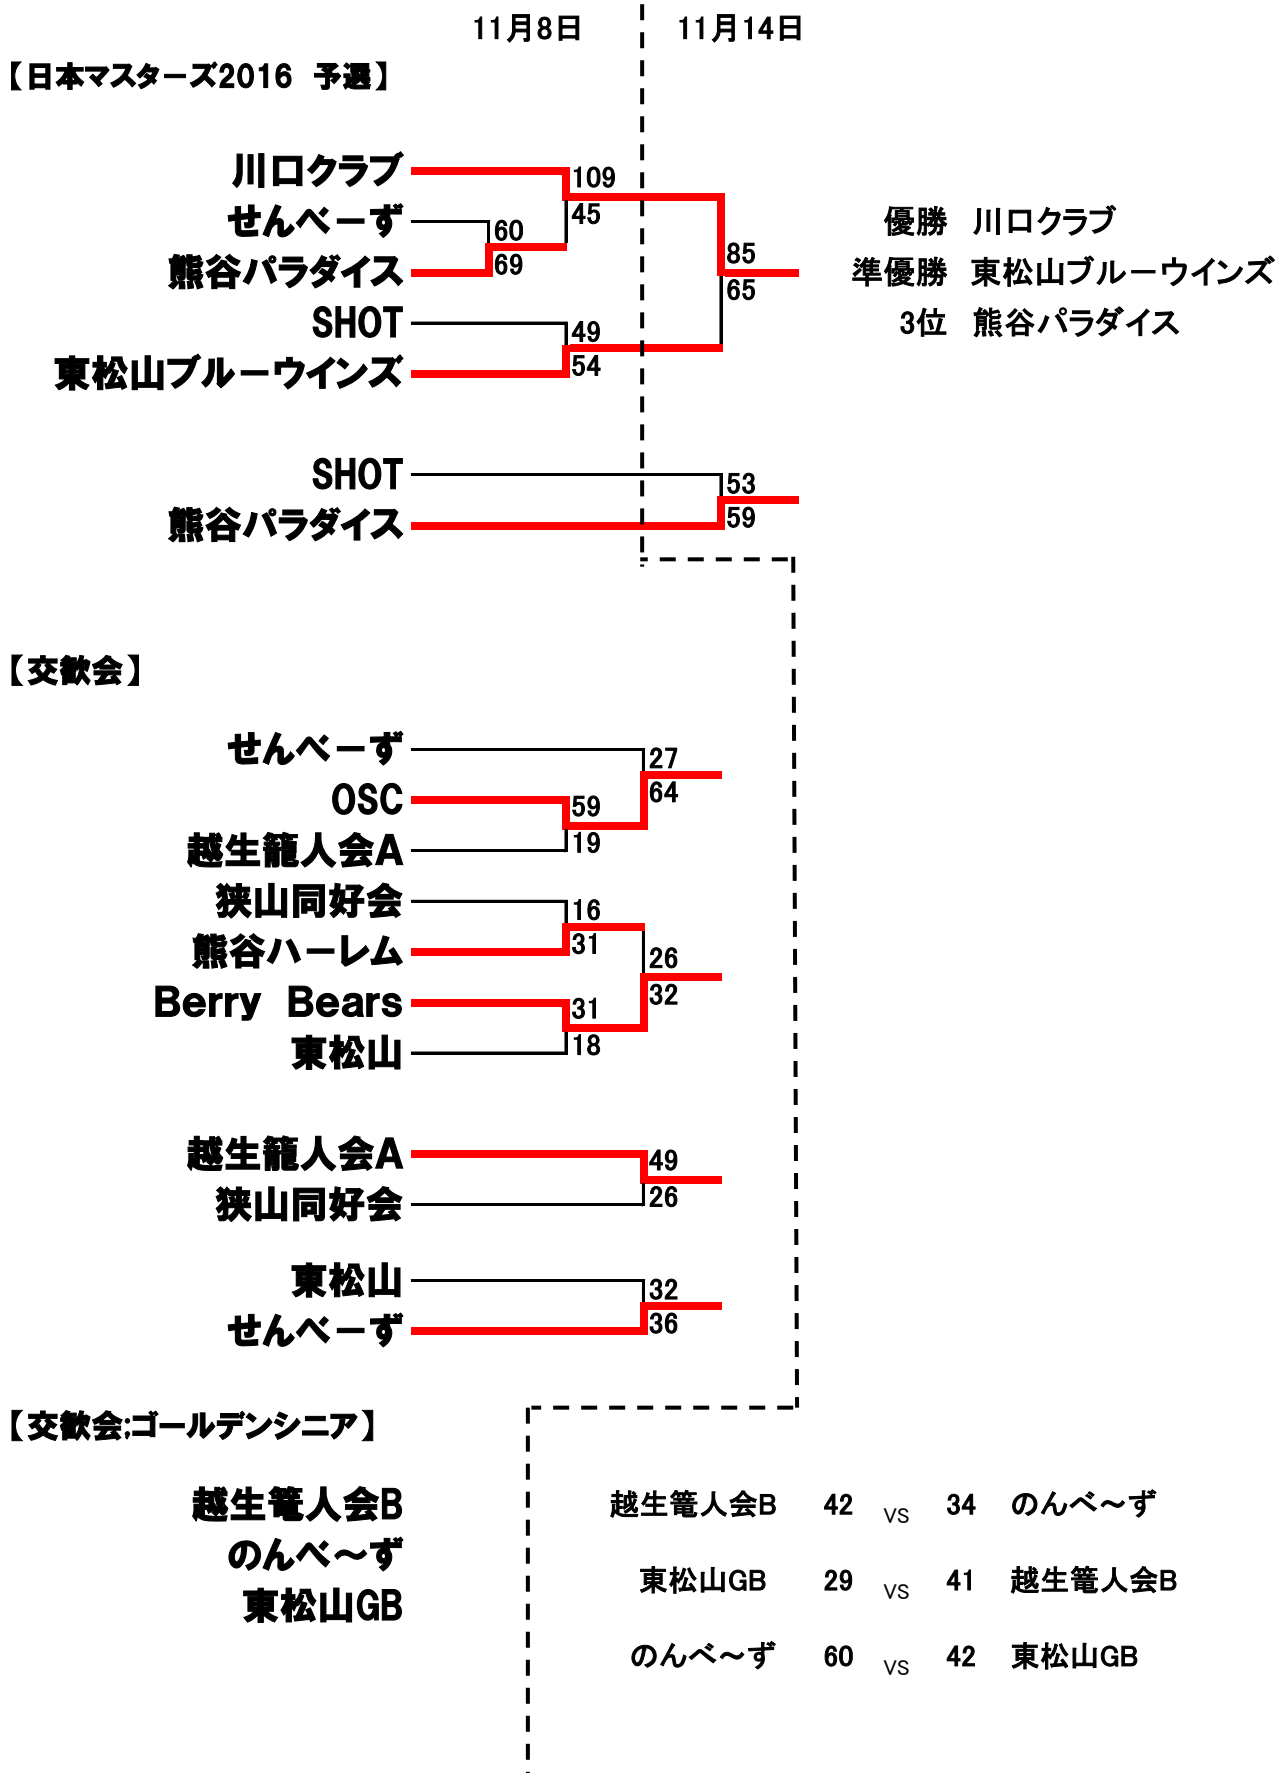 11月8日 11月14日
【日本マスターズ2016 予選】
川口クラブ 109
せんべーず 60 45 優勝 川口クラブ
熊谷パラダイス 69 85 準優勝 東松山ブルーウインズ
SHOT 49 65 3位 熊谷パラダイス
東松山ブルーウインズ 54
SHOT 53
熊谷パラダイス 59
【交歓会】
せんべーず 27
OSC 59 64
越生籠人会A 19
狭山同好会 16
熊谷ハーレム 31 26
Berry Bears 31 32
東松山 18
越生籠人会A 49
狭山同好会 26
東松山 32
せんべーず 36
【交歓会;ゴールデンシニア】
越生篭人会B 越生篭人会B 42 VS 34 のんべ～ず
のんべ～ず
東松山GB 東松山GB 29 VS 41 越生篭人会B
のんべ～ず 60 VS 42 東松山GB